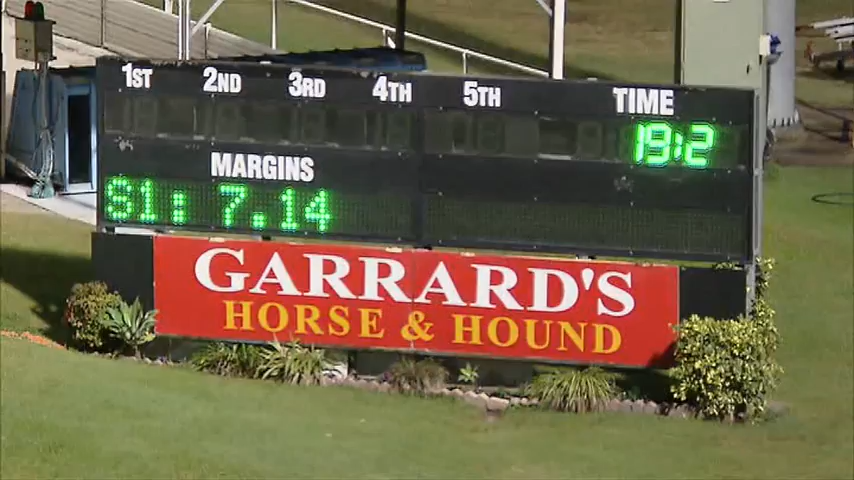 1ST 2ND 3RD 4TH 5TH TIME
19:2
MARGINS
S1: 7.14
GARRARD'S
HORSE & HOUND